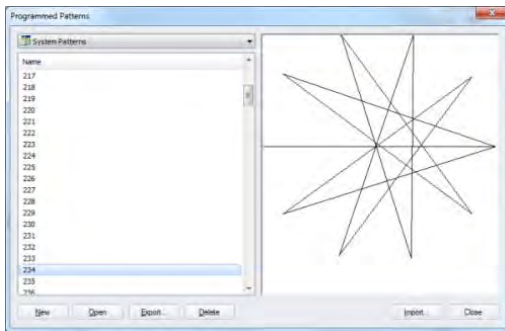 Programmed Patterns
System Patterns
Name
217
218
219
220
221
222
223
224
225
226
227
228
229
230
231
232
233
234
235
236
New
Open
Export...
Delete
Import...
Close